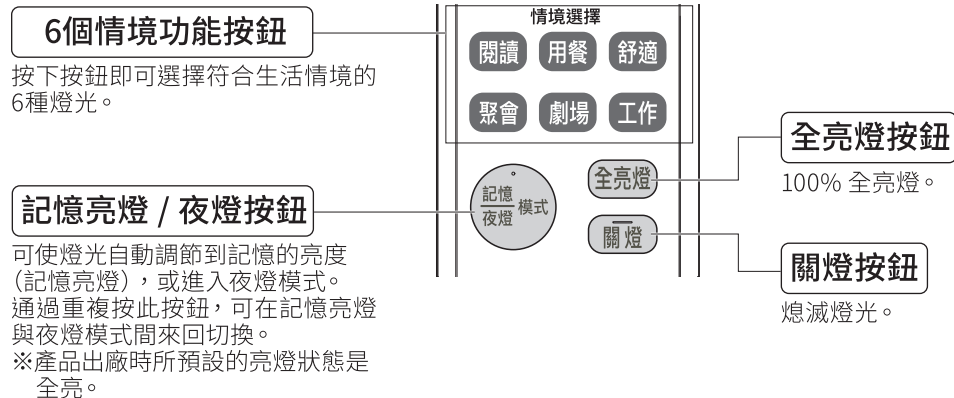 6個情境功能按鈕
按下按鈕即可選擇符合生活情境的
6種燈光。
情境選擇
閱讀 用餐 舒適
聚會 劇場 工作
記憶亮燈 / 夜燈按鈕
可使燈光自動調節到記憶的亮度
(記憶亮燈),或進入夜燈模式。
通過重複按此按鈕,可在記憶亮燈
與夜燈模式間來回切換。
※產品出廠時所預設的亮燈狀態是
全亮。
記憶
夜燈
模式
全亮燈
關燈
全亮燈按鈕
100% 全亮燈。
關燈按鈕
熄滅燈光。